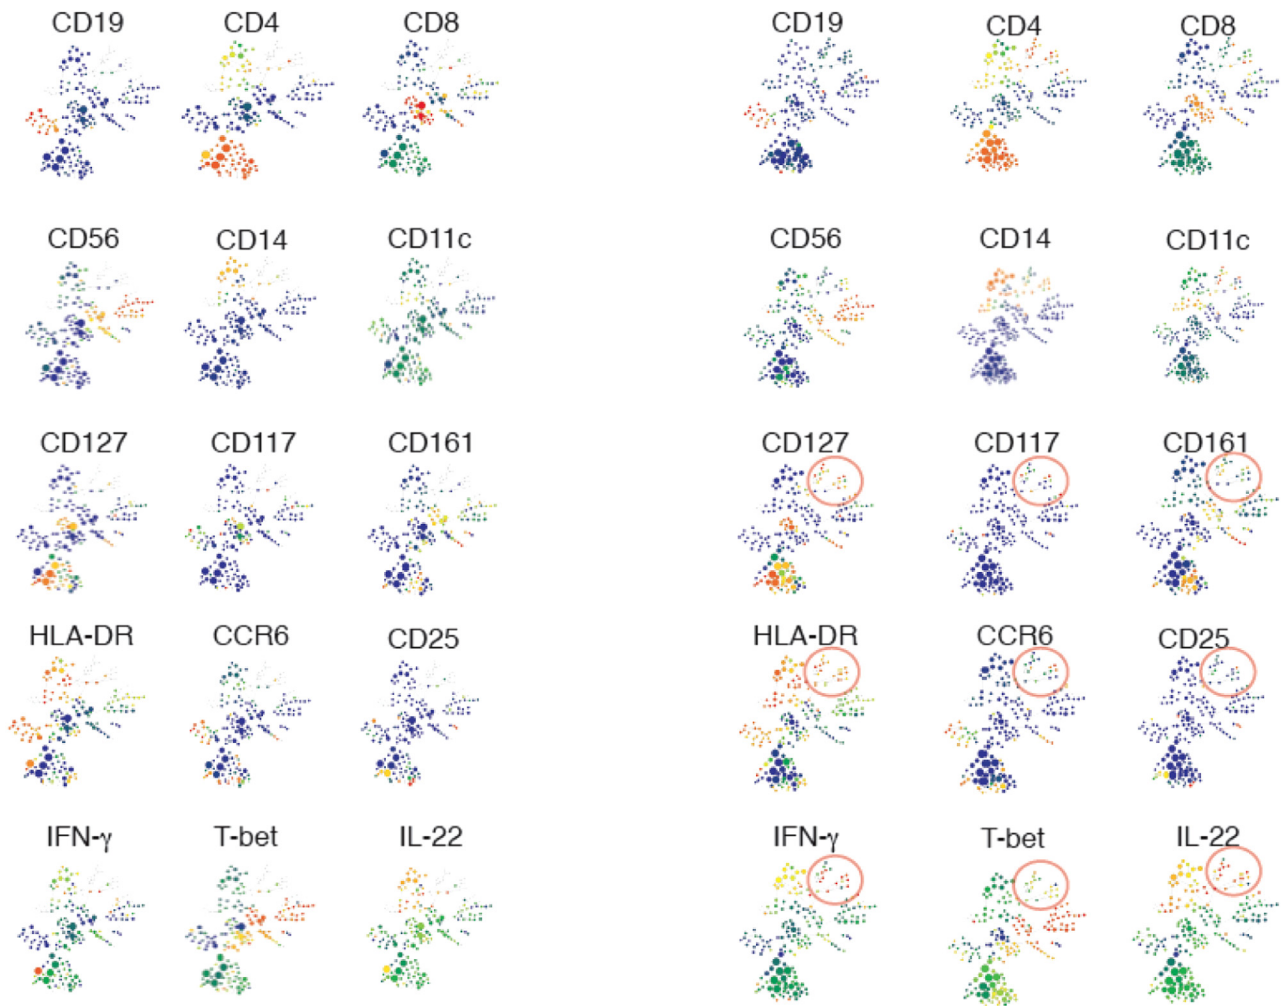 CD19 CD4 CD8 CD19 CD4 CD8
CD56 CD14 CD11c CD56 CD14 CD11c
CD127 CD117 CD161 CD127 CD117 CD161
HLA-DR CCR6 CD25 HLA-DR CCR6 CD25
IFN-γ T-bet IL-22 IFN-γ T-bet IL-22